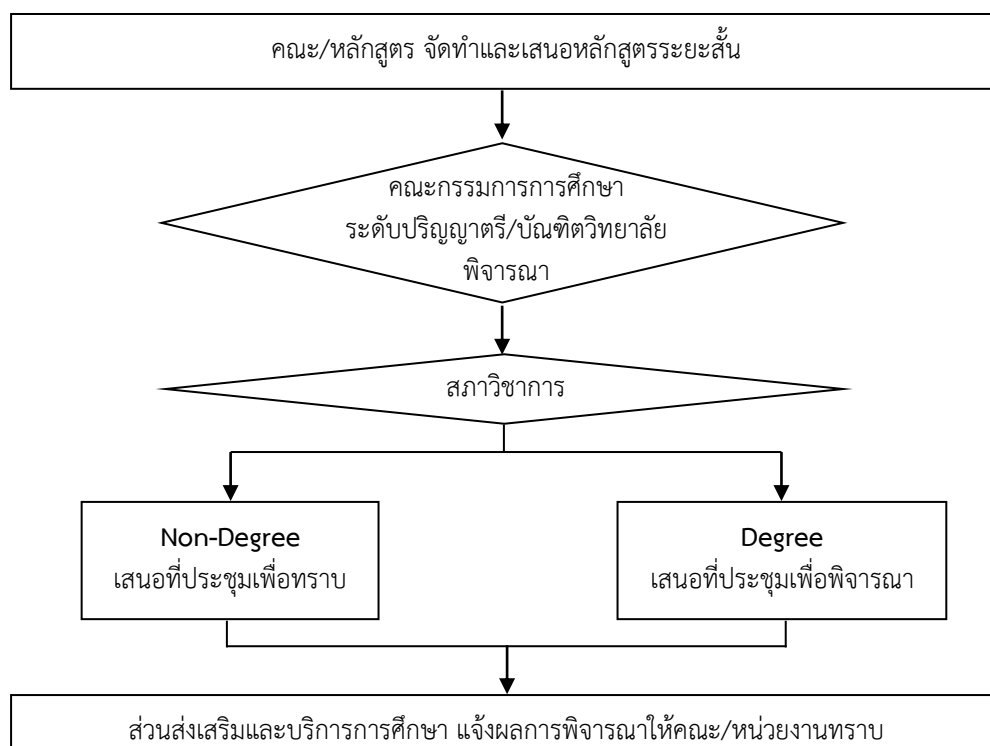 คณะ/หลักสูตร จัดทำและเสนอหลักสูตรระยะสั้น
คณะกรรมการการศึกษา
ระดับปริญญาตรี/บัณฑิตวิทยาลัย
พิจารณา
สภาวิชาการ
Non-Degree
เสนอที่ประชุมเพื่อทราบ
Degree
เสนอที่ประชุมเพื่อพิจารณา
ส่วนส่งเสริมและบริการการศึกษา แจ้งผลการพิจารณาให้คณะ/หน่วยงานทราบ